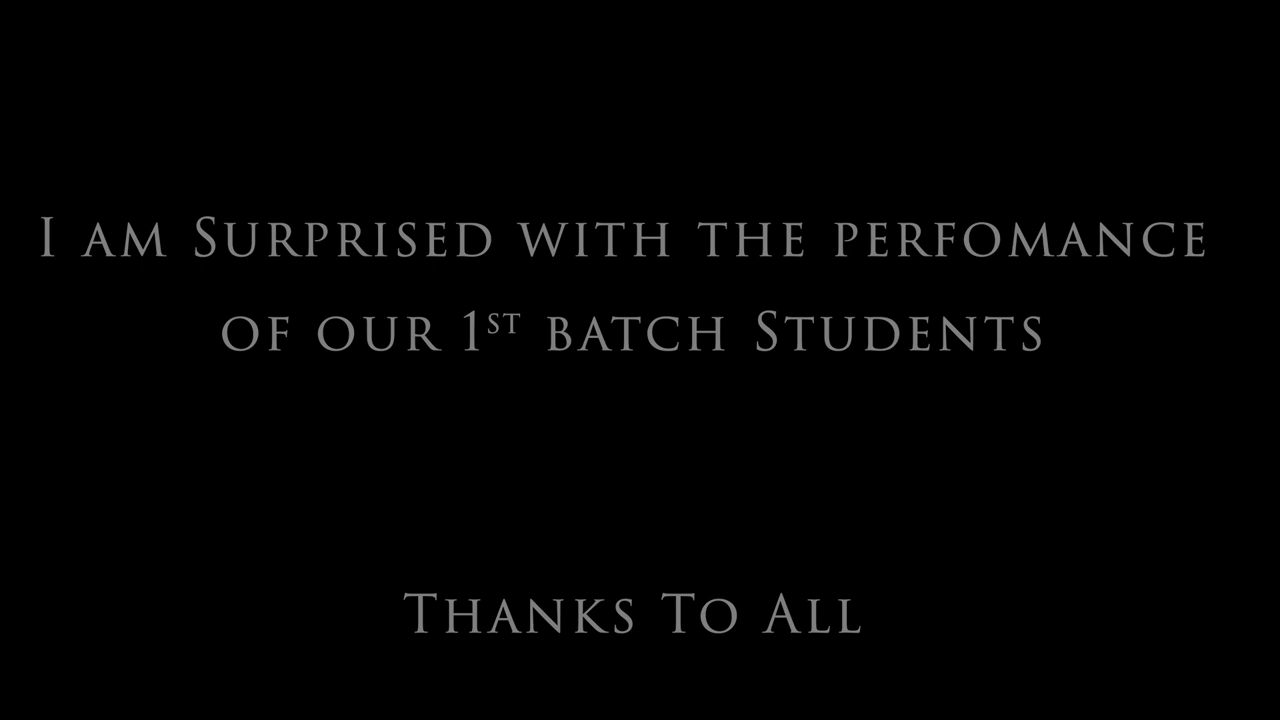 I am Surprised with the perfomance
of our 1st batch Students
Thanks To All